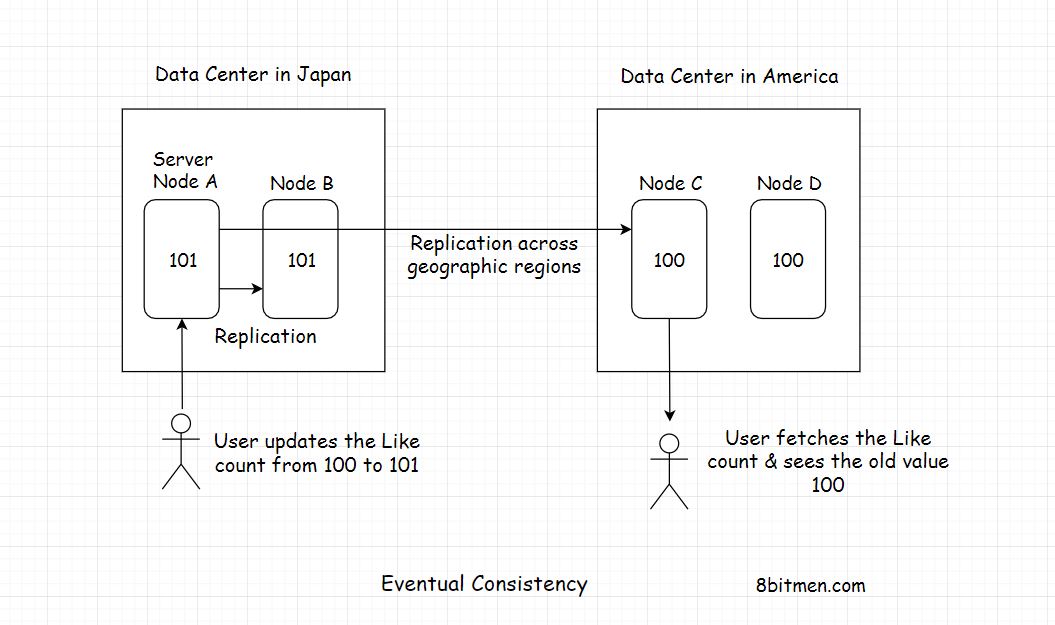 Data Center in Japan
Data Center in America
Server
Node A
Node B
Node C
Node D
101
101
100
100
Replication across
geographic regions
Replication
User updates the Like
count from 100 to 101
User fetches the Like
count & sees the old value
100
Eventual Consistency
8bitmen.com